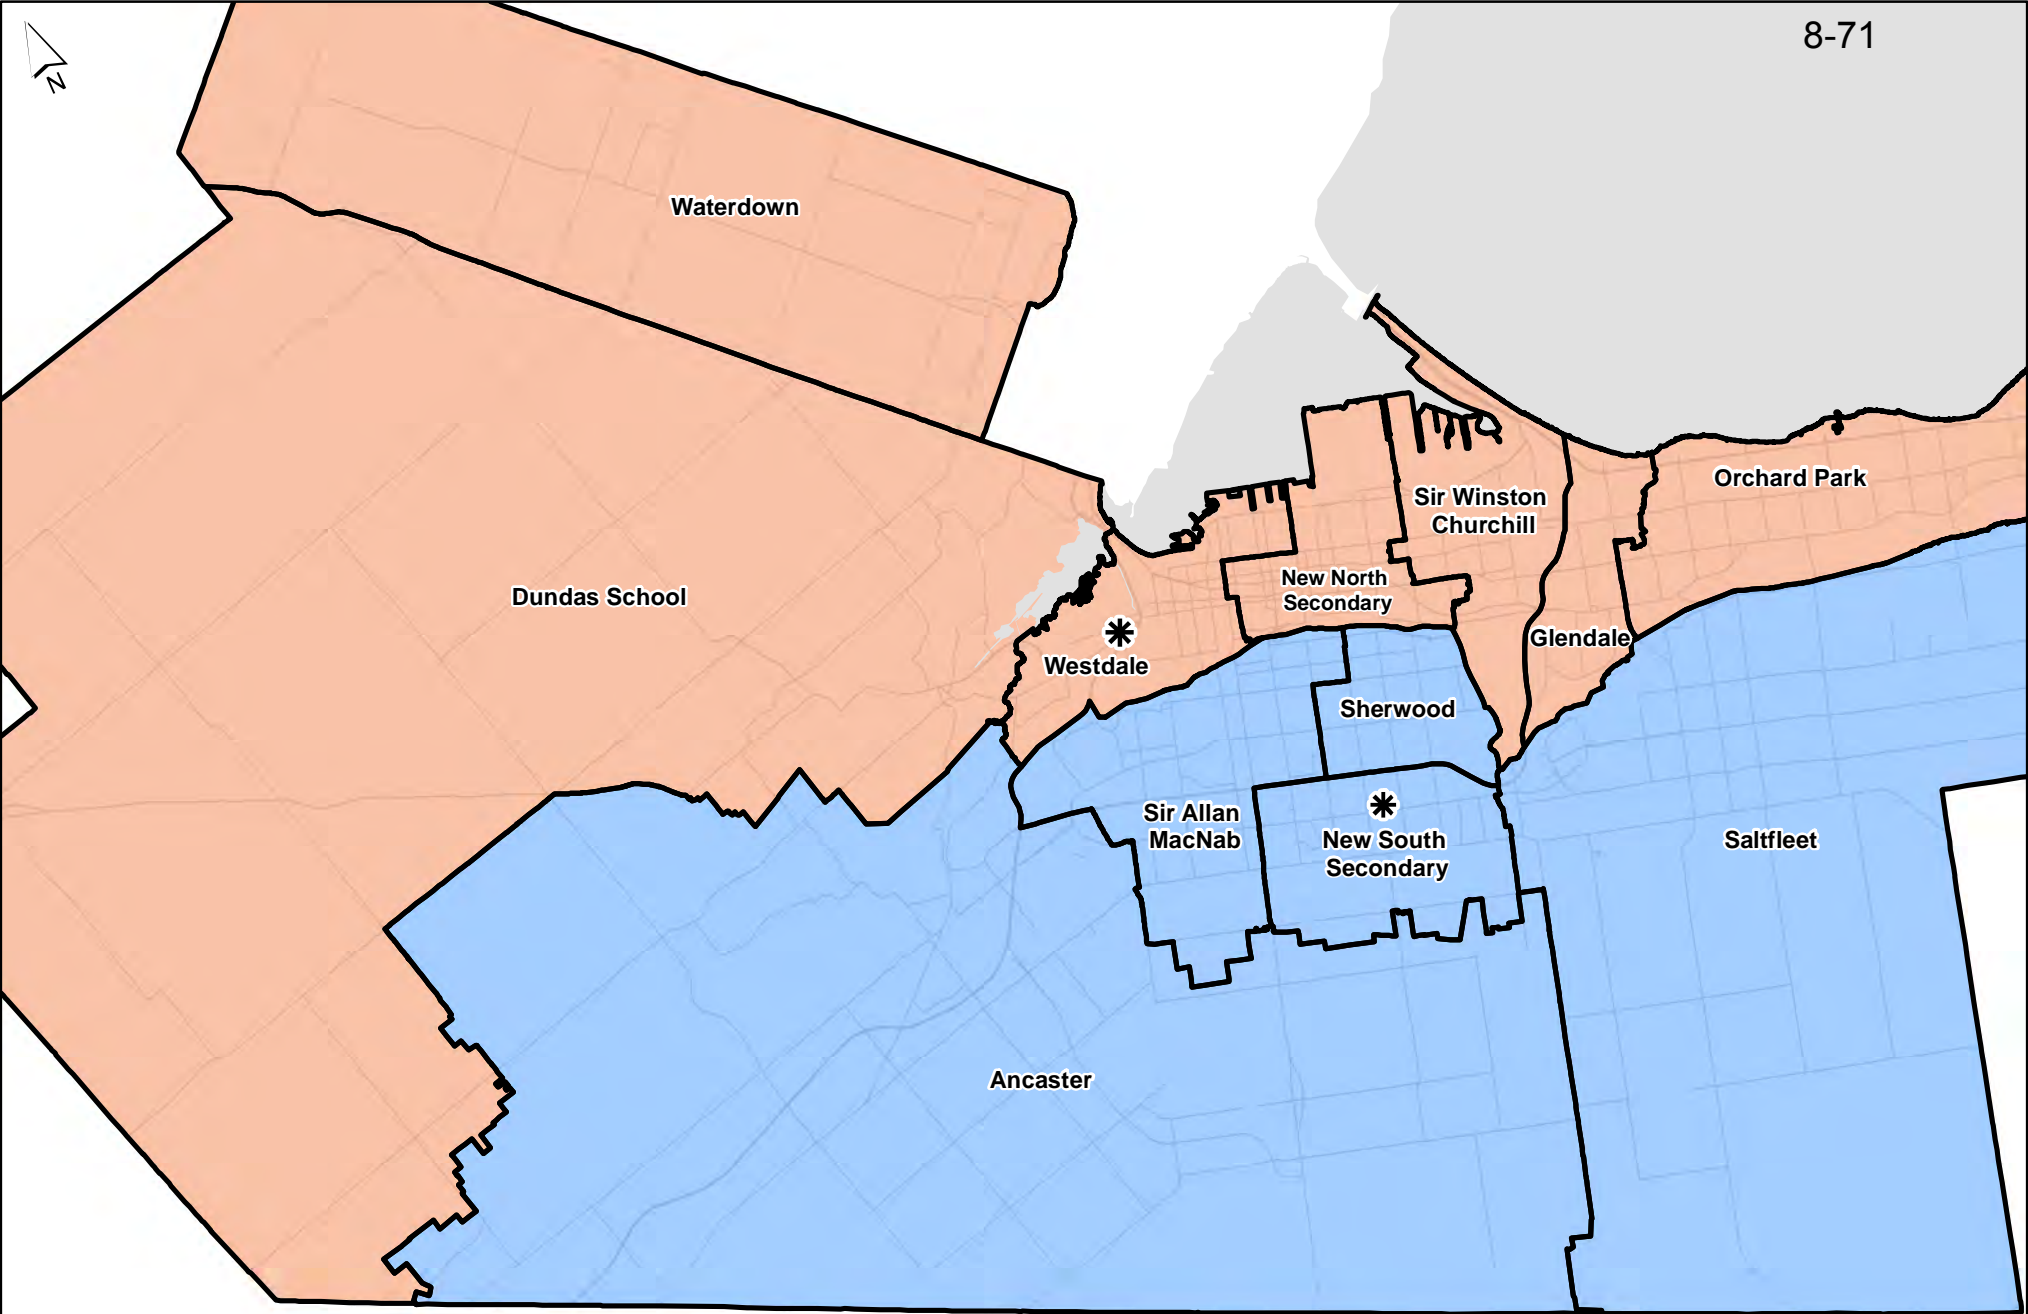 8-71
N
Waterdown
Orchard Park
Sir Winston
Churchill
New North
Secondary
Dundas School
Glendale
Westdale
Sherwood
Sir Allan
MacNab
New South
Secondary
Saltfleet
Ancaster